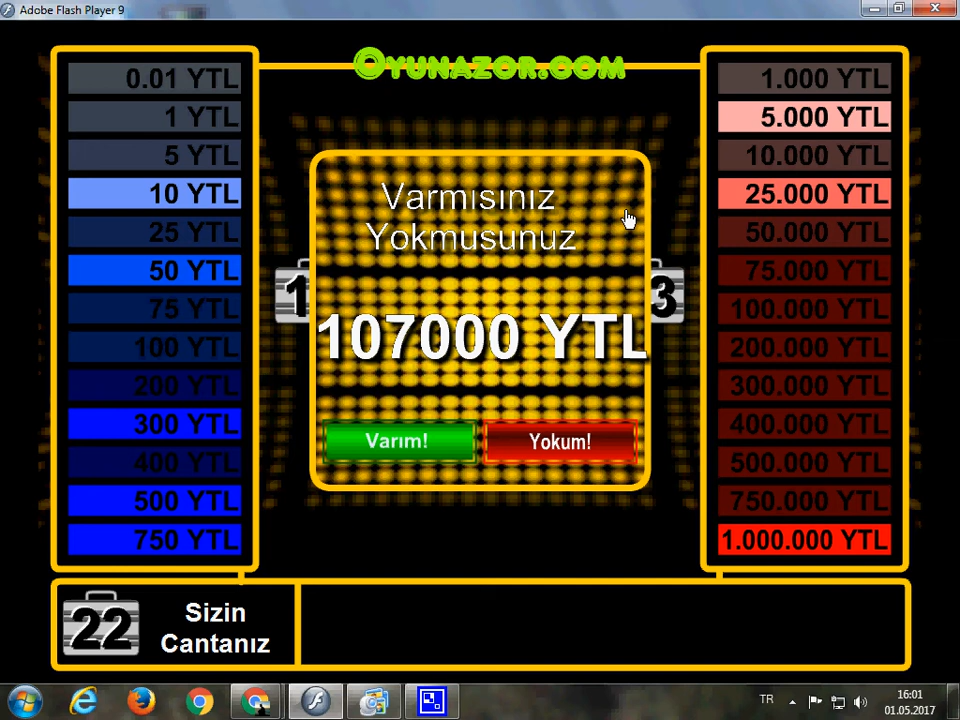 Adobe Flash Player 9
©YUNAZOR.COM
0.01 YTL
1 YTL
5 YTL
10 YTL
25 YTL
50 YTL
75 YTL
100 YTL
200 YTL
300 YTL
400 YTL
500 YTL
750 YTL
Varmısınız
Yokmusunuz
1
3
107000 YTL
Varım!
Yokum!
1.000 YTL
5.000 YTL
10.000 YTL
25.000 YTL
50.000 YTL
75.000 YTL
100.000 YTL
200.000 YTL
300.000 YTL
400.000 YTL
500.000 YTL
750.000 YTL
1.000.000 YTL
22
Sizin
Cantanız
TR
16:01
01.05.2017